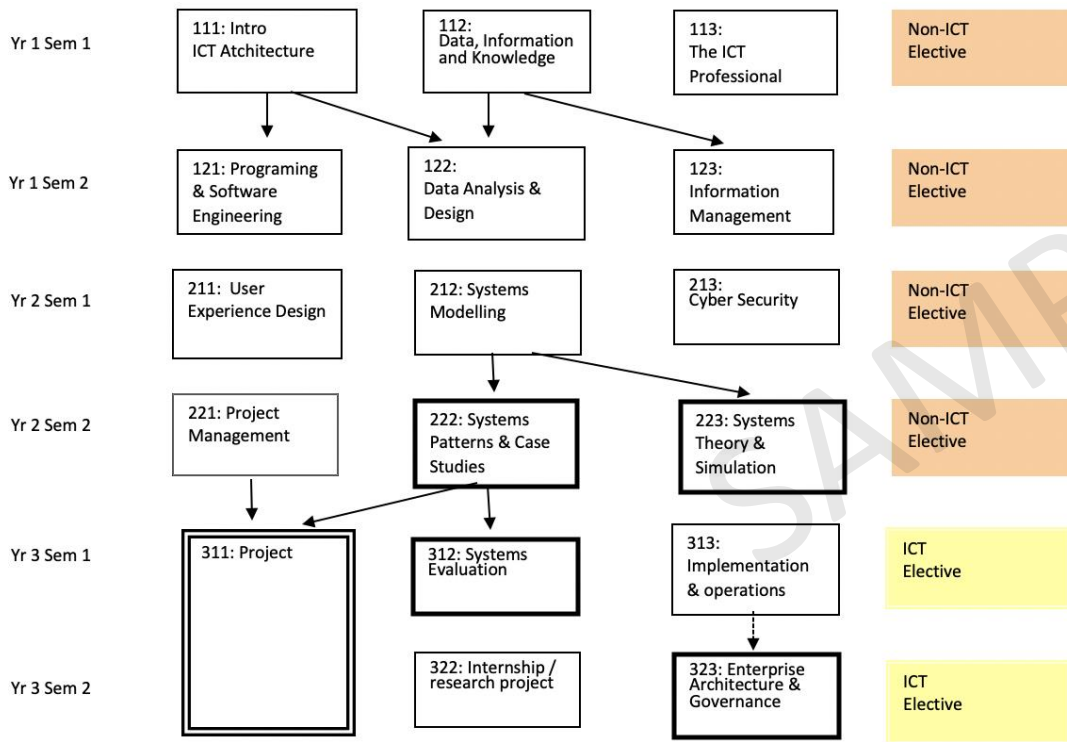 Yr 1 Sem 1
111: Intro
ICT Atchitecture
112:
Data, Information
and Knowledge
113:
The ICT
Professional
Non-ICT
Elective
Yr 1 Sem 2
121: Programing
& Software
Engineering
122:
Data Analysis &
Design
123:
Information
Management
Non-ICT
Elective
Yr 2 Sem 1
211: User
Experience Design
212: Systems
Modelling
213:
Cyber Security
Non-ICT
Elective
Yr 2 Sem 2
221: Project
Management
222: Systems
Patterns & Case
Studies
223: Systems
Theory &
Simulation
Non-ICT
Elective
Yr 3 Sem 1
311: Project
312: Systems
Evaluation
313:
Implementation
& operations
ICT
Elective
Yr 3 Sem 2
322: Internship /
research project
323: Enterprise
Architecture &
Governance
ICT
Elective